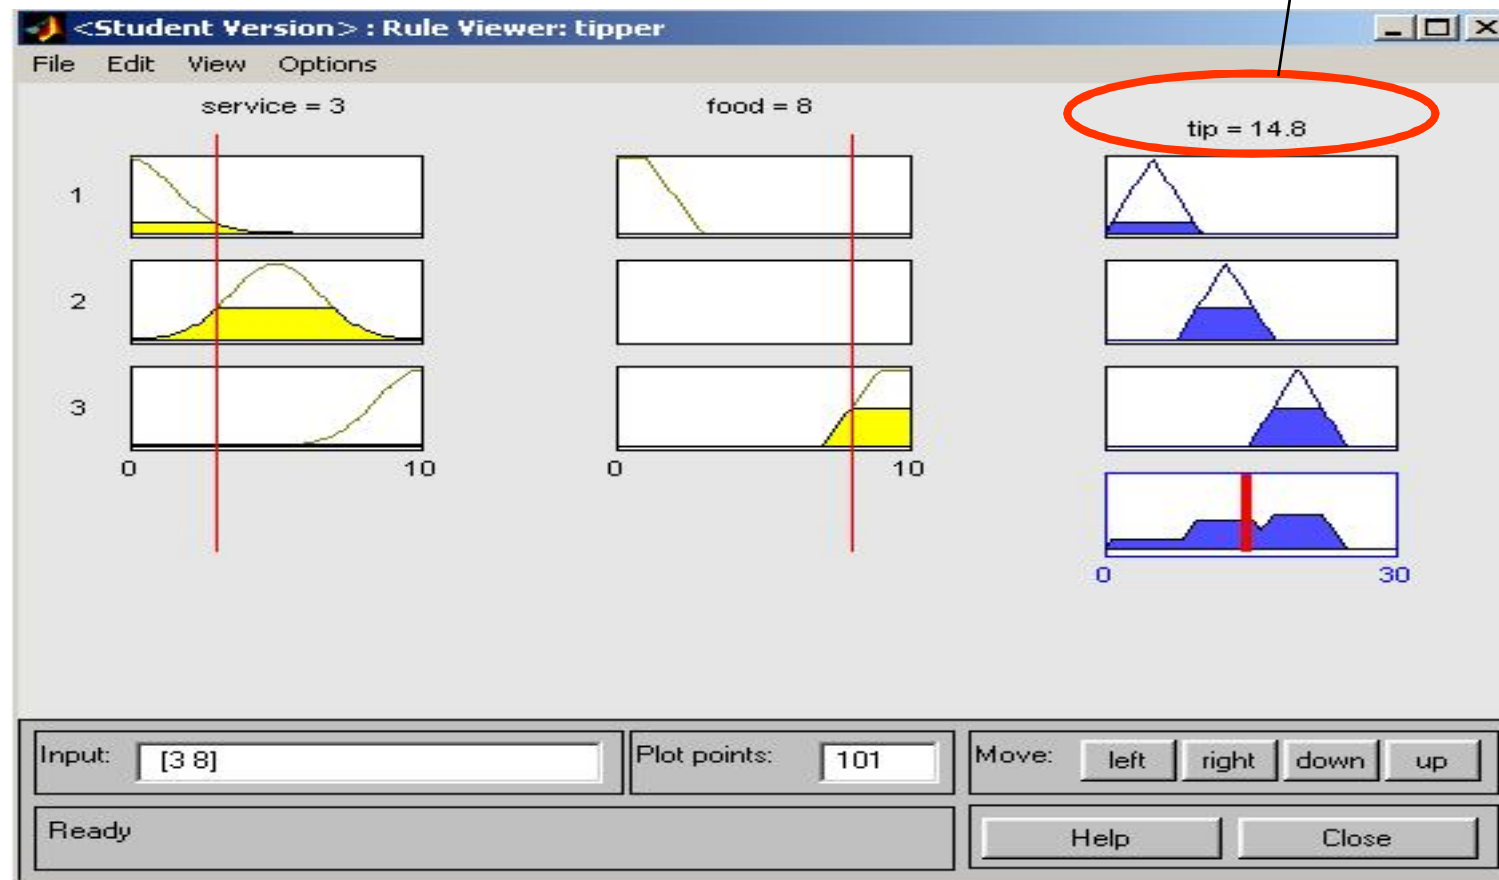 <Student Version> : Rule Viewer: tipper
File Edit View Options
service = 3 food = 8
tip = 14.8
1
2
3
0 10 0 10
0 30
Input: [3 8] Plot points: 101 Move: left right down up
Ready Help Close